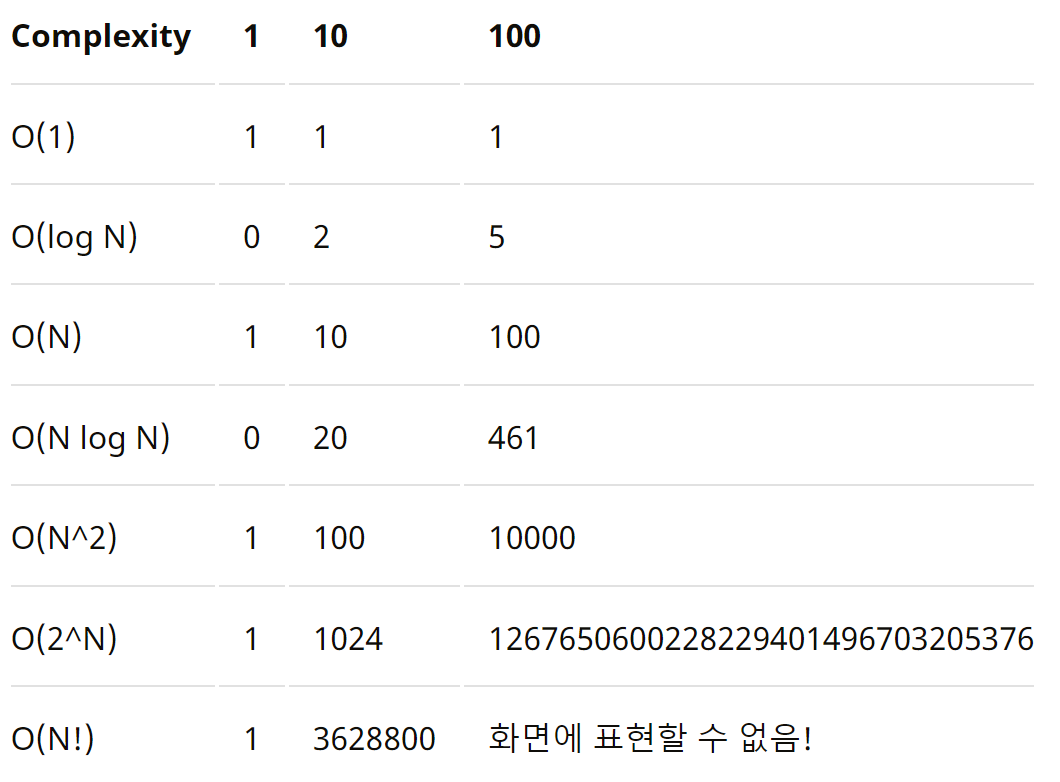 Complexity 1 10 100
O(1) 1 1 1
O(log N) 0 2 5
O(N) 1 10 100
O(N log N) 0 20 461
O(N^2) 1 100 10000
O(2^N) 1 1024 1267650600228229401496703205376
O(N!) 1 3628800 화면에 표현할 수 없음!